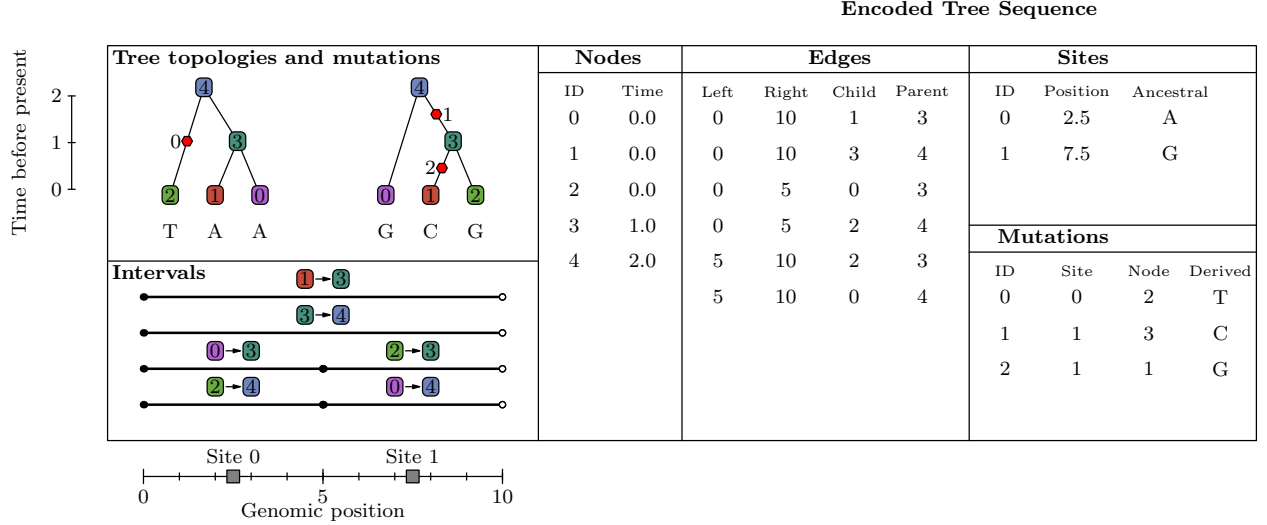 Encoded Tree Sequence
Tree topologies and mutations
Time before present
2
1
0
4
0
3
2 1 0
T A A
4
1
3
2
0 1 2
G C G
Intervals
1 3
3 4
0 3 2 3
2 4 0 4
Site 0 Site 1
0 5 10
Genomic position
Nodes
ID Time
0 0.0
1 0.0
2 0.0
3 1.0
4 2.0
Edges
Left Right Child Parent
0 10 1 3
0 10 3 4
0 5 0 3
0 5 2 4
5 10 2 3
5 10 0 4
Sites
ID Position Ancestral
0 2.5 A
1 7.5 G
Mutations
ID Site Node Derived
0 0 2 T
1 1 3 C
2 1 1 G